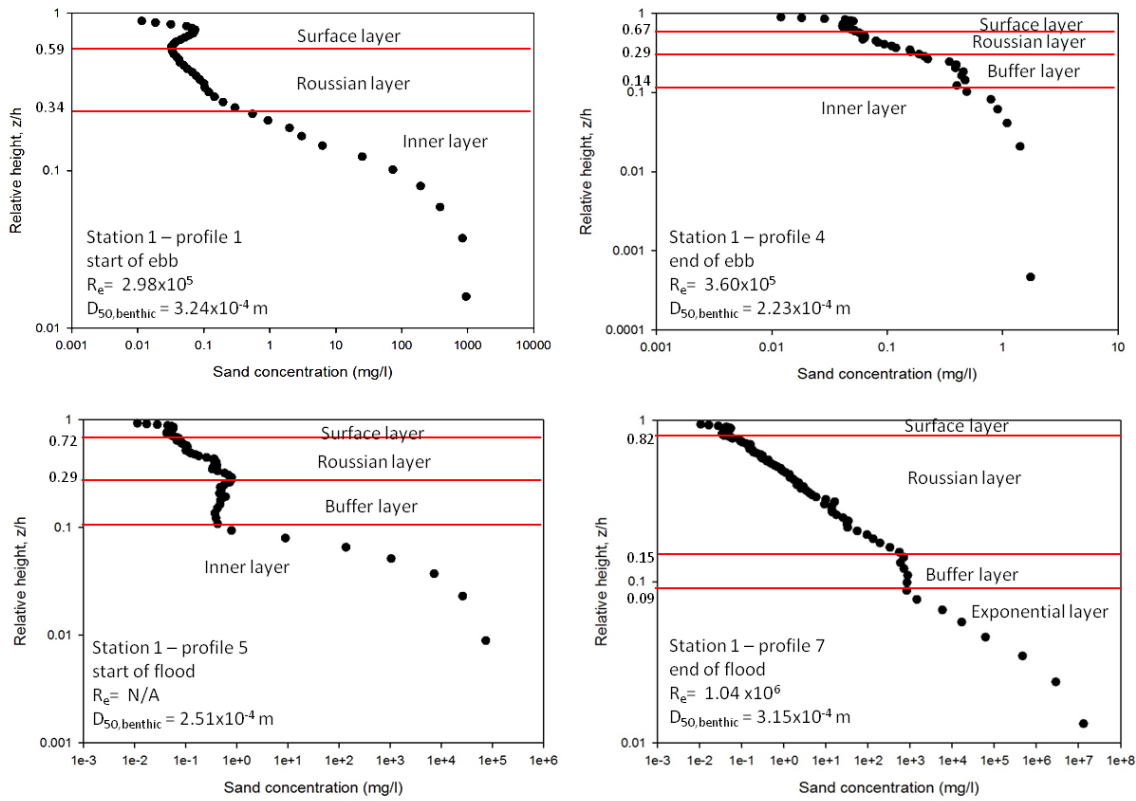 1
Surface layer
0.59
Roussian layer
0.34
Inner layer
0.1
Relative height, z/h
Station 1 – profile 1
start of ebb
Re= 2.98x10⁵
D50,benthic = 3.24x10⁻⁴ m
0.01
0.001 0.01 0.1 1 10 100 1000 10000
Sand concentration (mg/l)
1
Surface layer
0.67
Roussian layer
0.29
Buffer layer
0.14
0.1
Inner layer
0.01
Relative height, z/h
Station 1 – profile 4
0.001
end of ebb
Re= 3.60x10⁵
D50,benthic = 2.23x10⁻⁴ m
0.0001
0.001 0.01 0.1 1 10
Sand concentration (mg/l)
1
Surface layer
0.72
Roussian layer
0.29
Buffer layer
0.1
Inner layer
Relative height, z/h
0.01
Station 1 – profile 5
start of flood
Re= N/A
D50,benthic = 2.51x10⁻⁴ m
0.001
1e-3 1e-2 1e-1 1e+0 1e+1 1e+2 1e+3 1e+4 1e+5 1e+6
Sand concentration (mg/l)
1
Surface layer
0.82
Roussian layer
0.15
Buffer layer
0.1
0.09
Exponential layer
Relative height, z/h
Station 1 – profile 7
end of flood
Re= 1.04 x10⁶
D50,benthic = 3.15x10⁻⁴ m
0.01
1e-3 1e-2 1e-1 1e+0 1e+1 1e+2 1e+3 1e+4 1e+5 1e+6 1e+7 1e+8
Sand concentration (mg/l)